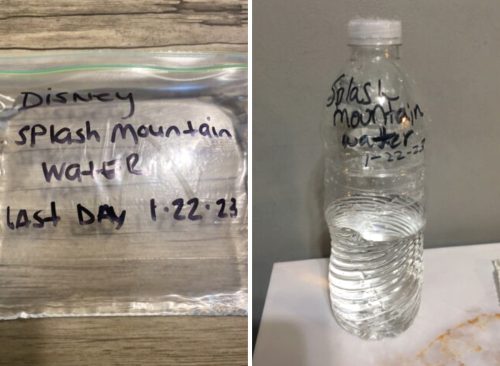 DISNEY
SPlash Mountain
WatER
Last DAY 1.22.23
Splash
mountain
water
1-22-23